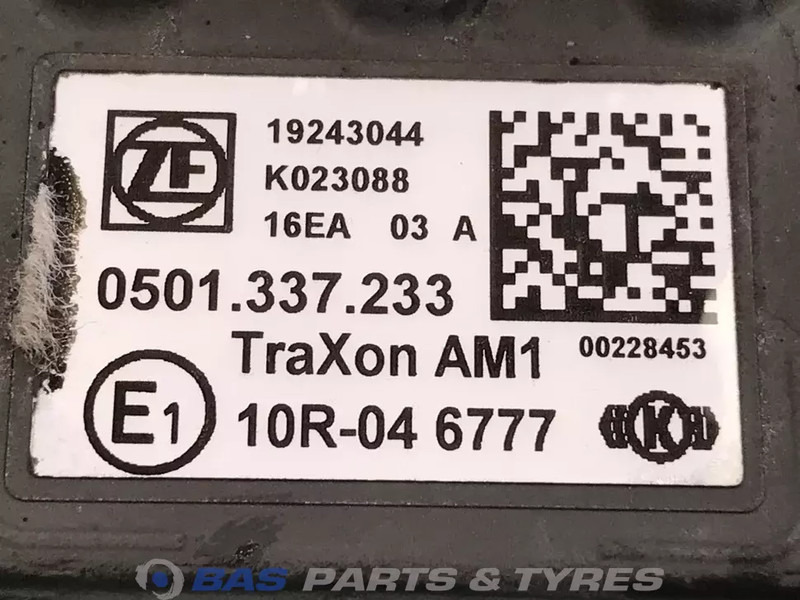 ZF
19243044
K023088
16EA 03 A
0501.337.233
TraXon AM1
00228453
E1
10R-04 6777
K
BAS PARTS & TYRES